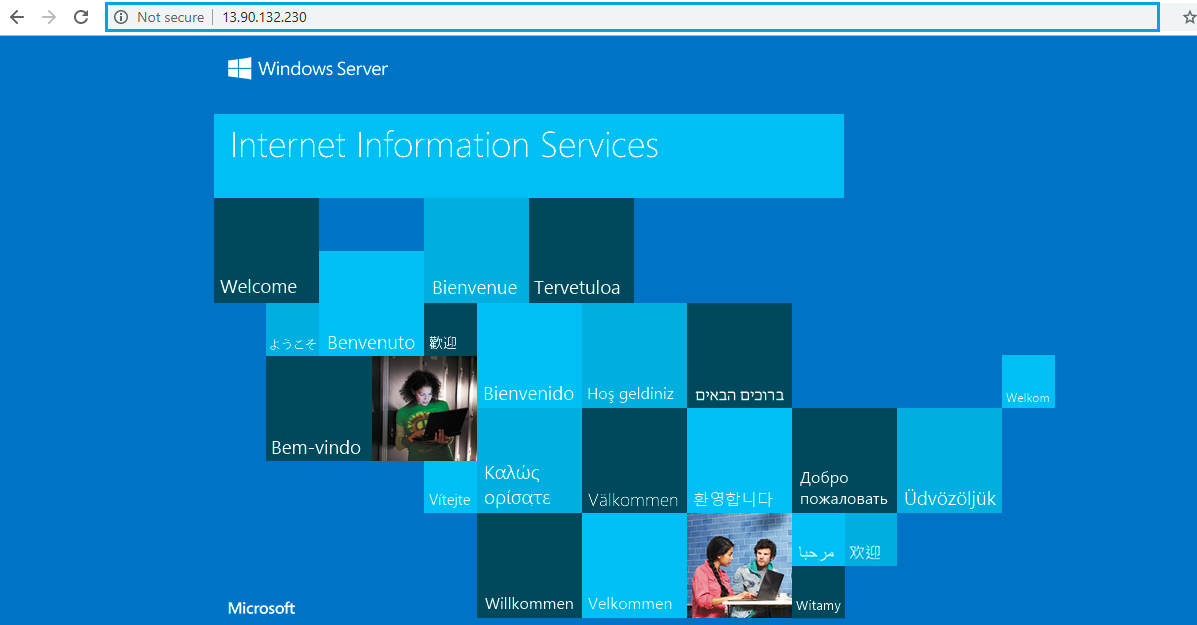 Not secure | 13.90.132.230
Windows Server
Internet Information Services
Welcome
Bienvenue
Tervetuloa
ようこそ
Benvenuto
歡迎
Bienvenido
Hoş geldiniz
ברוכים הבאים
Welkom
Bem-vindo
Καλώς
ορίσατε
Vítejte
Välkommen
환영합니다
Добро
пожаловать
Üdvözöljük
مرحبا
欢迎
Willkommen
Velkommen
Witamy
Microsoft